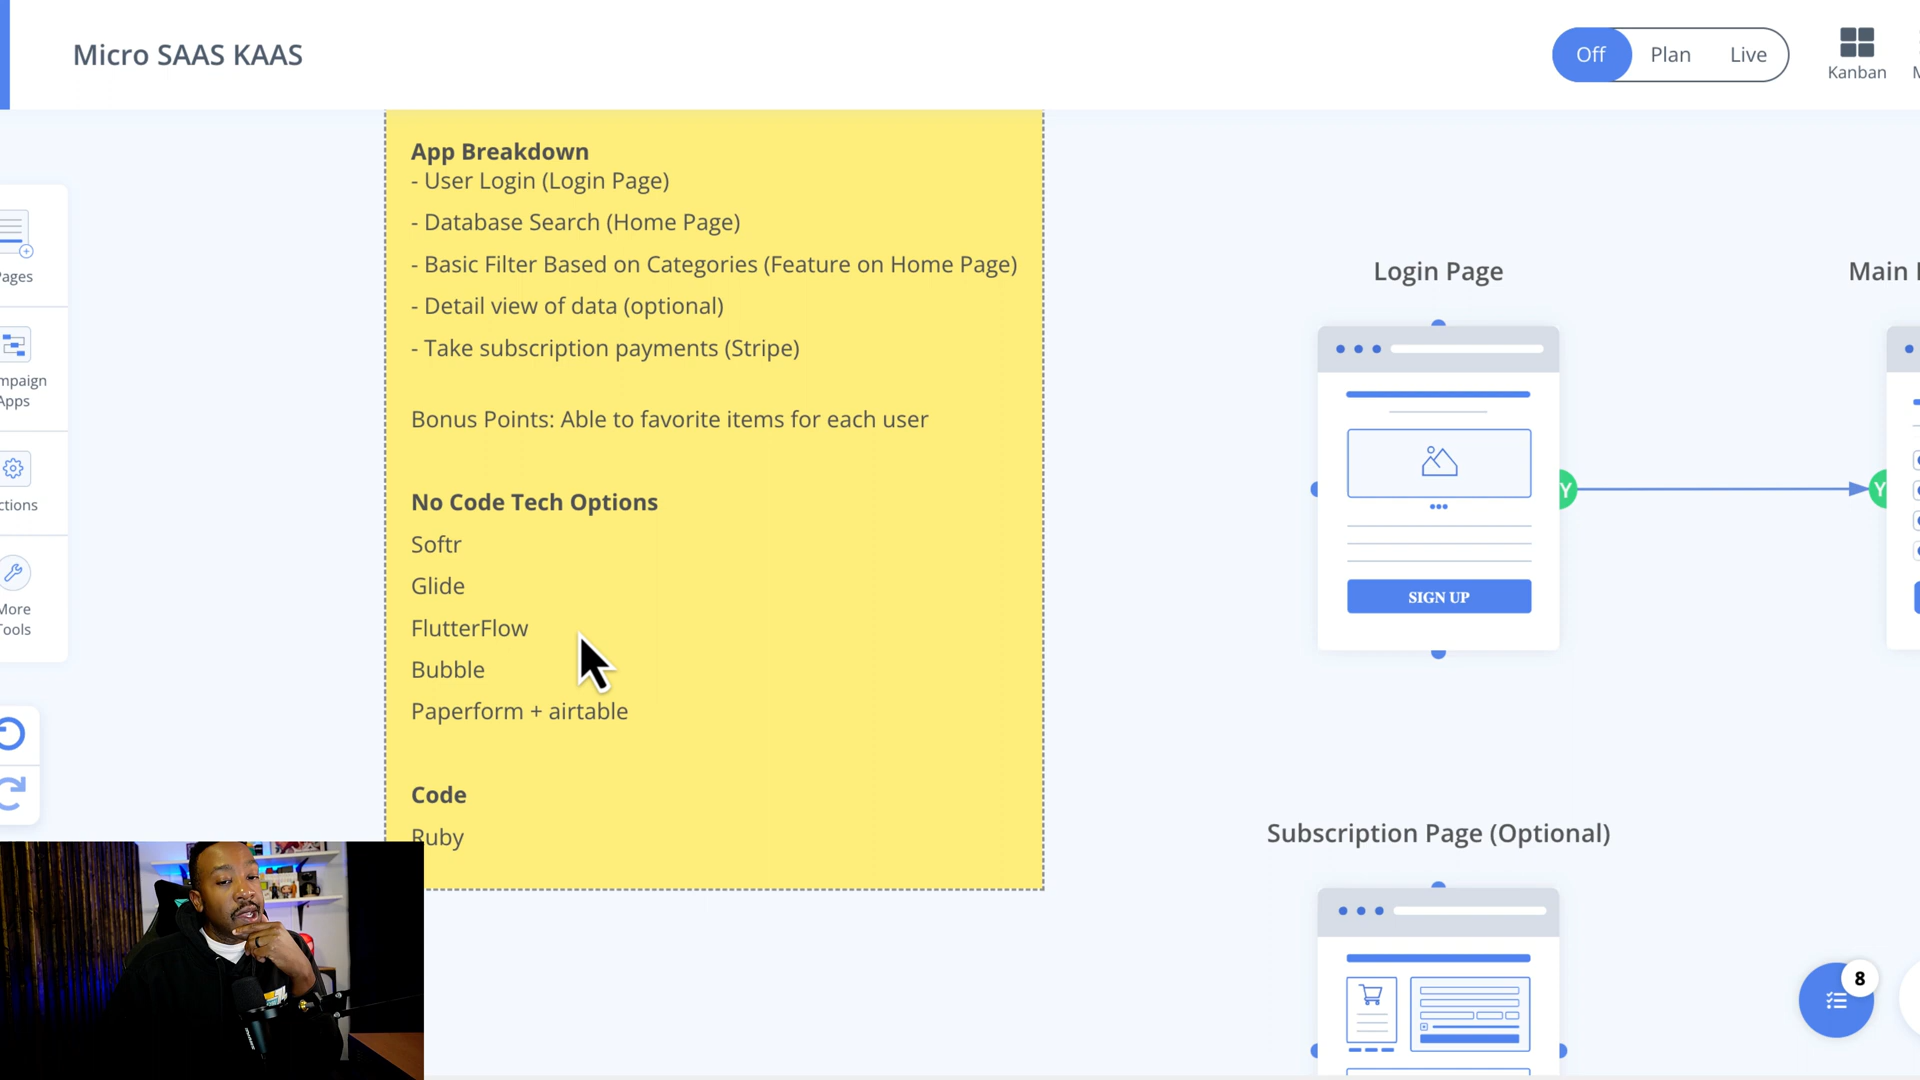 Micro SAAS KAAS
Off
Plan
Live
Kanban
App Breakdown
- User Login (Login Page)
- Database Search (Home Page)
- Basic Filter Based on Categories (Feature on Home Page)
- Detail view of data (optional)
- Take subscription payments (Stripe)
Bonus Points: Able to favorite items for each user
No Code Tech Options
Softr
Glide
FlutterFlow
Bubble
Paperform + airtable
Code
Ruby
Pages
mpaign
Apps
ctions
More
Tools
Login Page
SIGN UP
Y
Main
Y
Subscription Page (Optional)
8